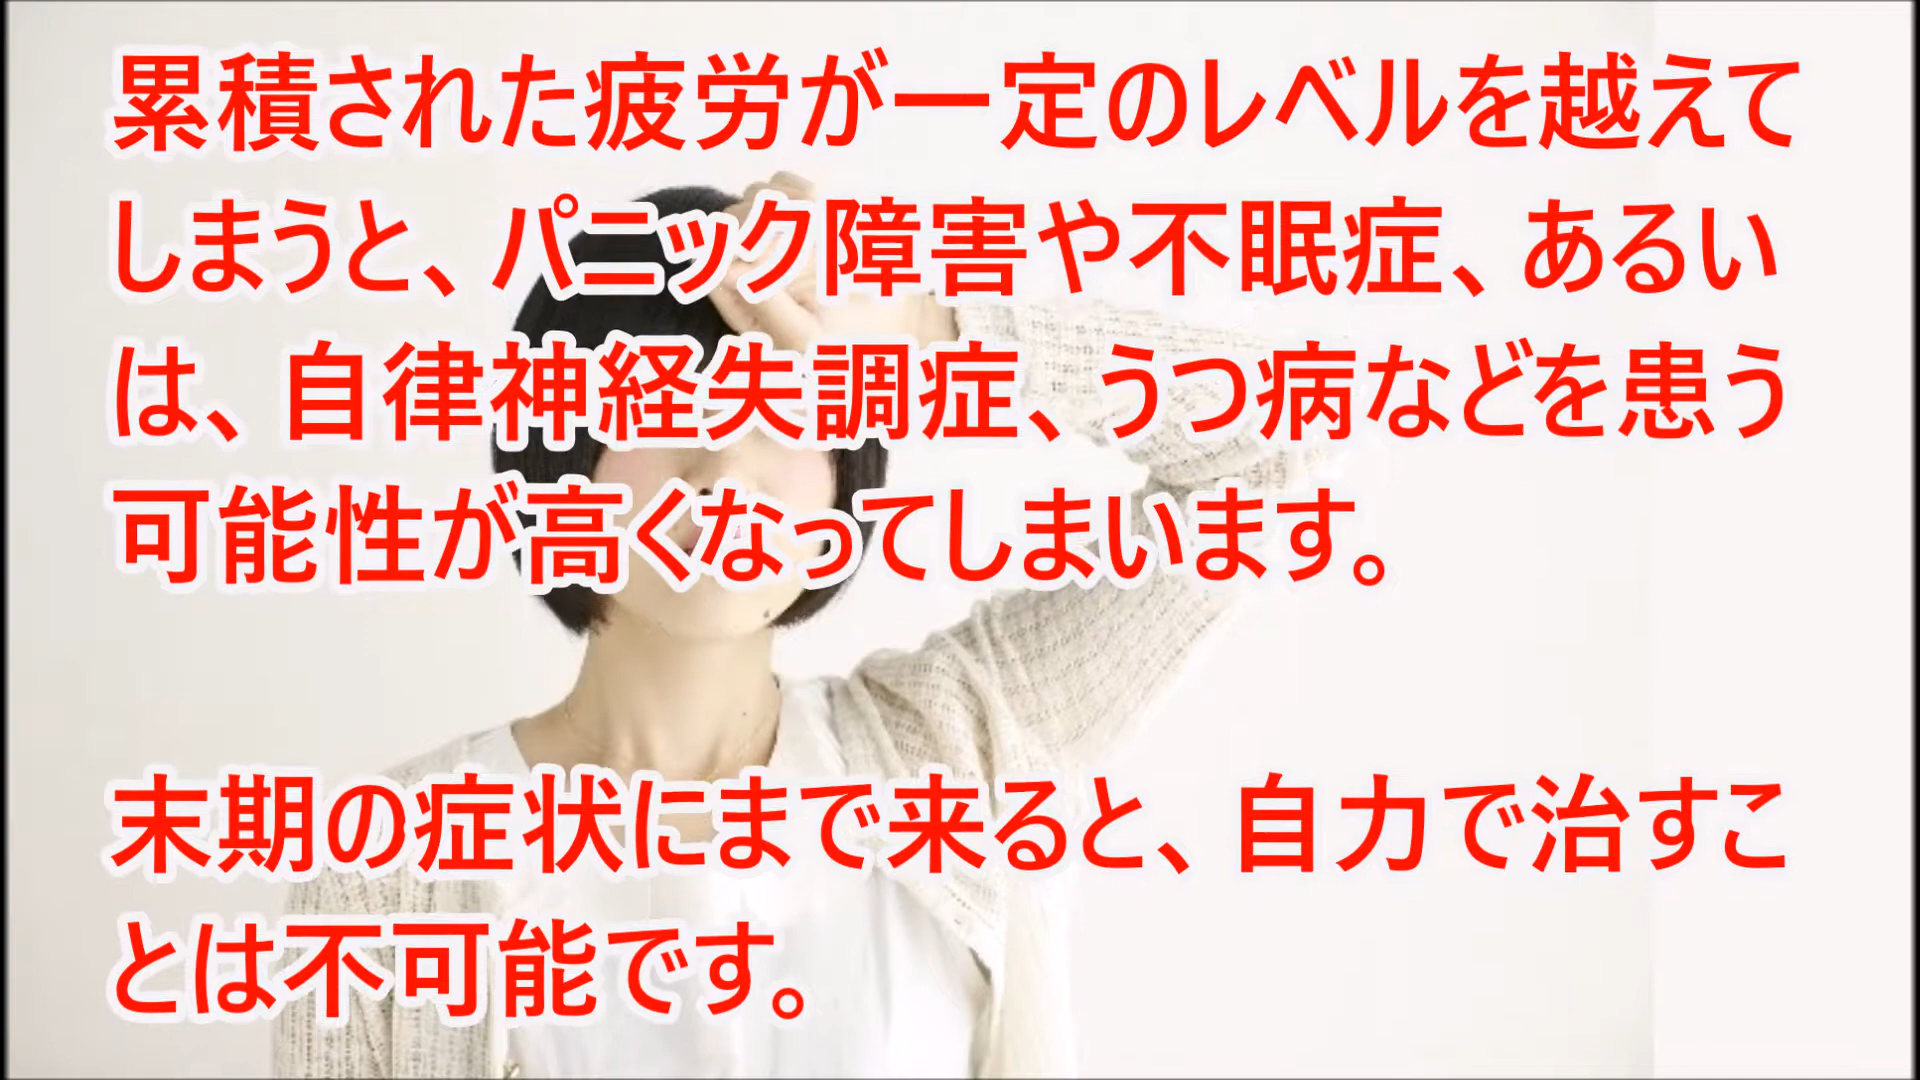 累積された疲労が一定のレベルを越えて
しまうと、パニック障害や不眠症、あるい
は、自律神経失調症、うつ病などを患う
可能性が高くなってしまいます。
末期の症状にまで来ると、自力で治すこ
とは不可能です。